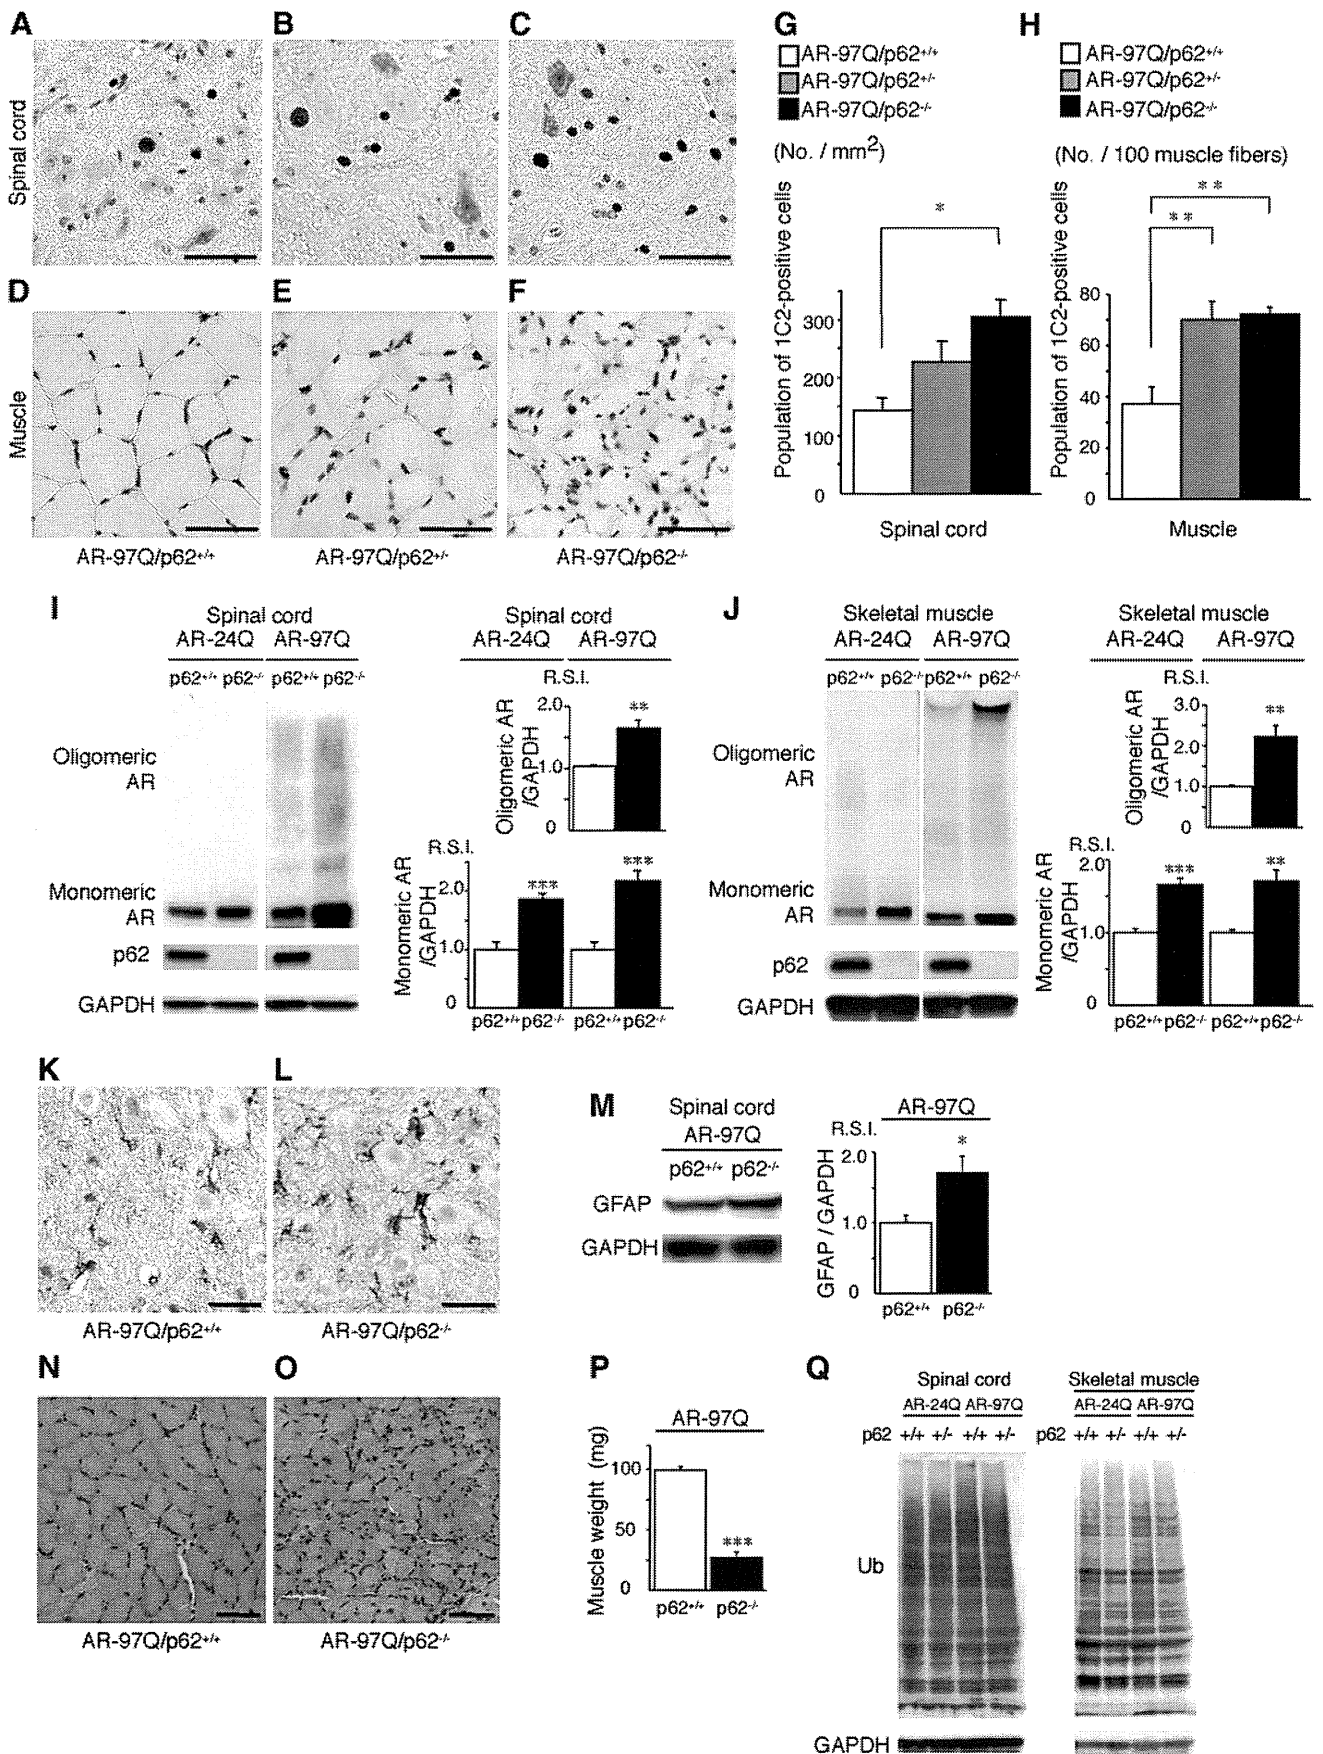 A
B
C
Spinal cord
D
E
F
Muscle
AR-97Q/p62+/+
AR-97Q/p62+/-
AR-97Q/p62-/-
G
AR-97Q/p62+/+
AR-97Q/p62+/-
AR-97Q/p62-/-
(No. / mm2)
Population of 1C2-positive cells
*
300
200
100
0
Spinal cord
H
AR-97Q/p62+/+
AR-97Q/p62+/-
AR-97Q/p62-/-
(No. / 100 muscle fibers)
Population of 1C2-positive cells
**
**
80
60
40
20
0
Muscle
I
Spinal cord
AR-24Q AR-97Q
p62+/+ p62-/- p62+/+ p62-/-
Oligomeric
AR
Monomeric
AR
p62
GAPDH
Spinal cord
AR-24Q AR-97Q
R.S.I.
Oligomeric AR
/GAPDH
2.0
1.0
0
**
R.S.I.
Monomeric AR
/GAPDH
2.0
1.0
0
***
***
p62+/+ p62-/- p62+/+ p62-/-
J
Skeletal muscle
AR-24Q AR-97Q
p62+/+ p62-/- p62+/+ p62-/-
Oligomeric
AR
Monomeric
AR
p62
GAPDH
Skeletal muscle
AR-24Q AR-97Q
R.S.I.
Oligomeric AR
/GAPDH
3.0
2.0
1.0
0
**
R.S.I.
Monomeric AR
/GAPDH
2.0
1.0
0
***
**
p62+/+ p62-/- p62+/+ p62-/-
K
L
AR-97Q/p62+/+
AR-97Q/p62-/-
M
Spinal cord
AR-97Q
p62+/+ p62-/-
GFAP
GAPDH
AR-97Q
R.S.I.
GFAP / GAPDH
2.0
1.0
0
*
p62+/+ p62-/-
N
O
AR-97Q/p62+/+
AR-97Q/p62-/-
P
AR-97Q
Muscle weight (mg)
100
50
0
***
p62+/+ p62-/-
Q
Spinal cord
AR-24Q AR-97Q
p62 +/+ +/- +/+ +/-
Skeletal muscle
AR-24Q AR-97Q
p62 +/+ +/- +/+ +/-
Ub
GAPDH